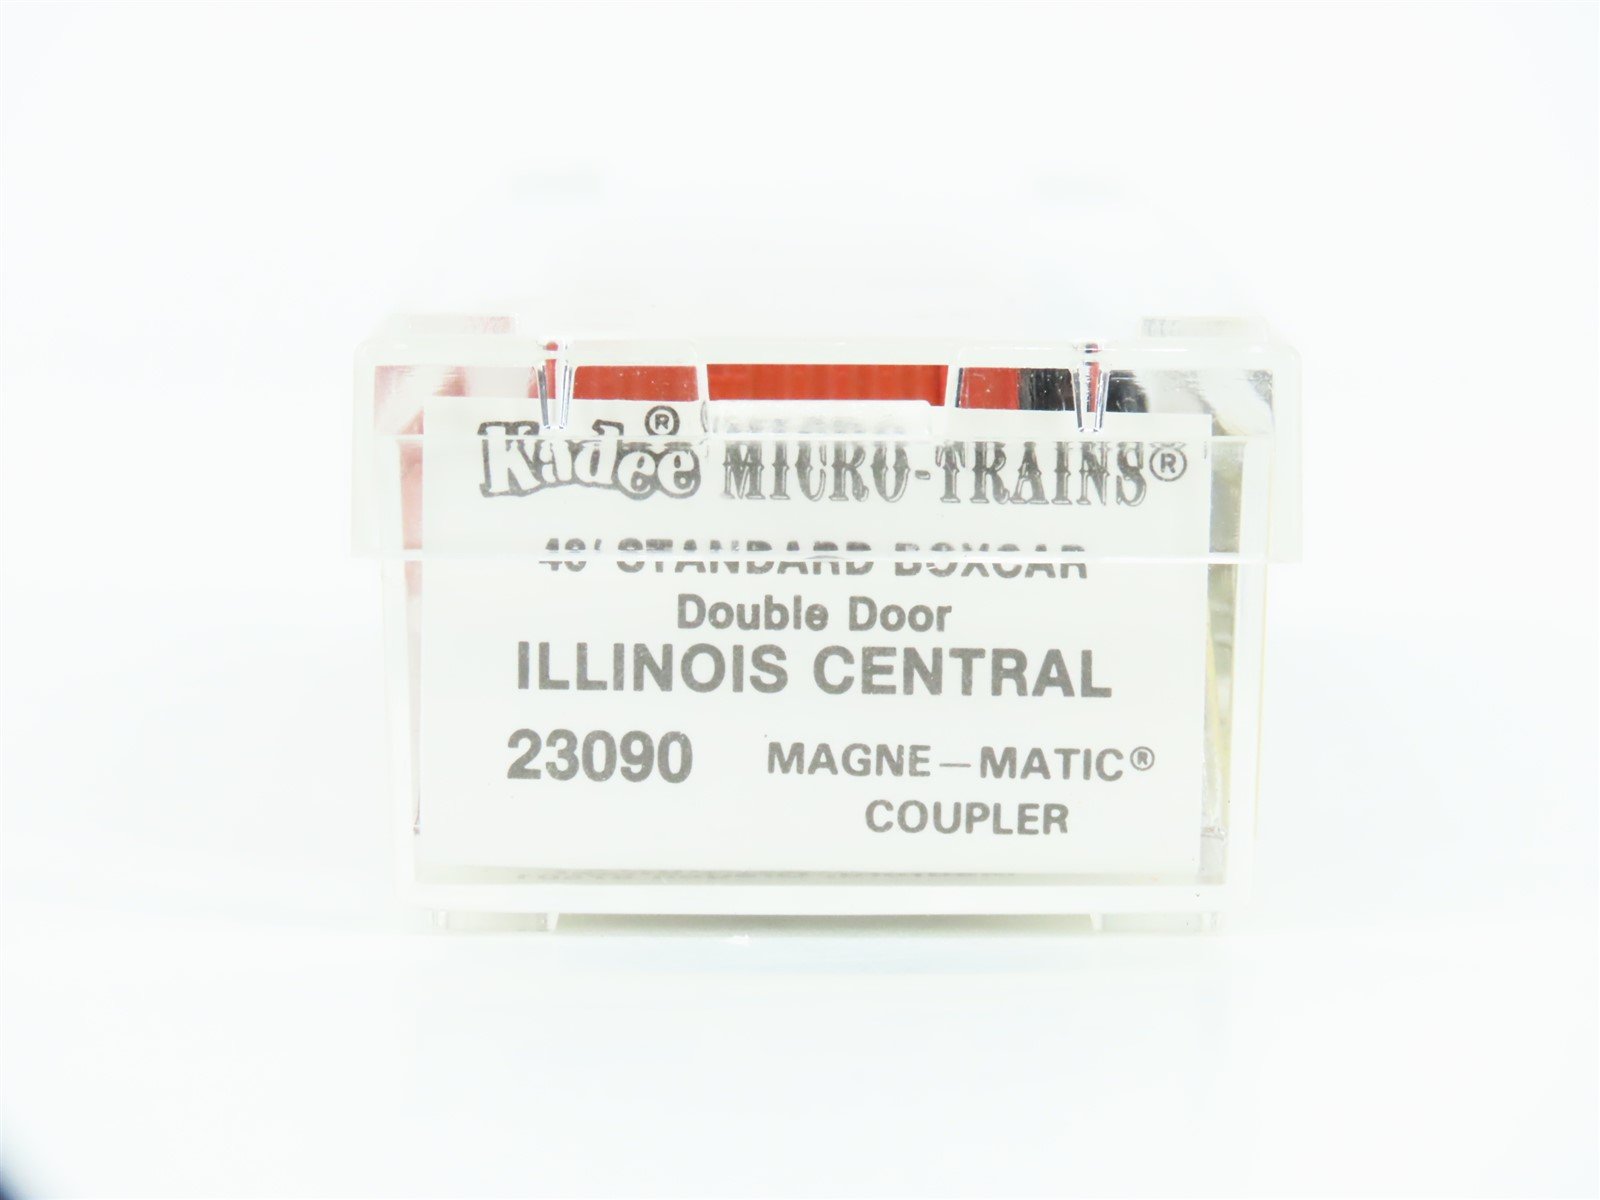 Kadee® MICRO-TRAINS®
40' STANDARD BOXCAR
Double Door
ILLINOIS CENTRAL
23090 MAGNE-MATIC®
COUPLER